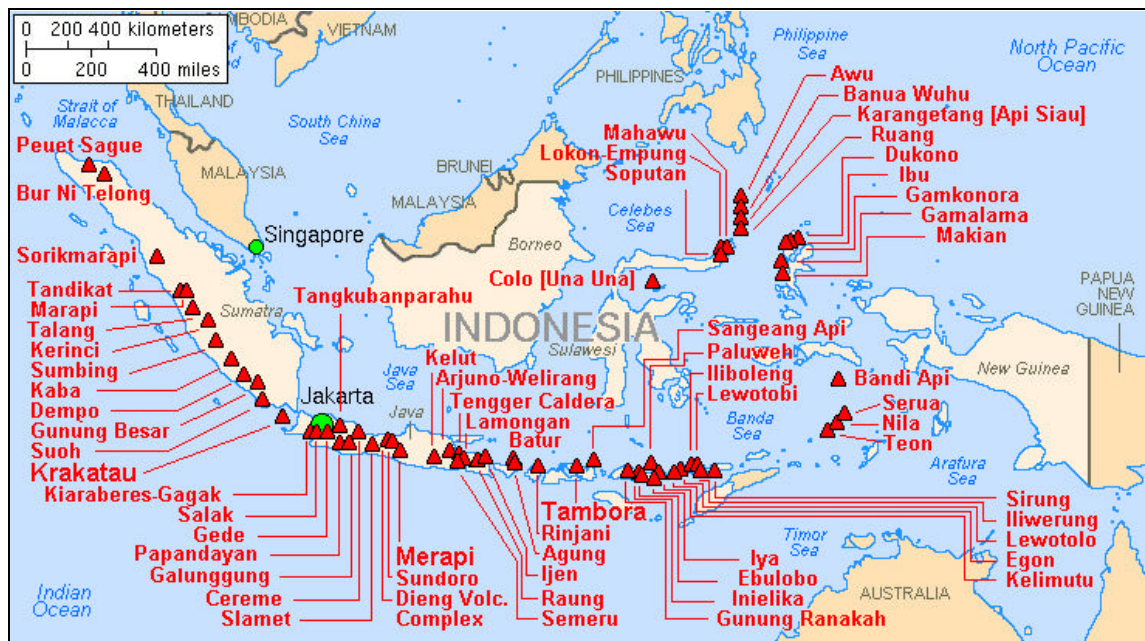 0 200 400 kilometers
0 200 400 miles
CAMBODIA
VIETNAM
Philippine
Sea
North Pacific
Ocean
THAILAND
Strait of
Malacca
South China
Sea
PHILIPPINES
Awu
Banua Wuhu
Karangetang [Api Siau]
Ruang
Dukono
Ibu
Gamkonora
Gamalama
Makian
Mahawu
Lokon-Empung
Soputan
Peuet Sague
Bur Ni Telong
MALAYSIA
BRUNEI
MALAYSIA
Celebes
Sea
Singapore
Borneo
Sorikmarapi
Colo [Una Una]
PAPUA
NEW
GUINEA
Tandikat
Marapi
Talang
Kerinci
Sumbing
Kaba
Dempo
Gunung Besar
Suoh
Krakatau
Sumatra
Tangkubanparahu
INDONESIA
Sulawesi
Sangeang Api
Paluweh
Iliboleng
Lewotobi
New Guinea
Kelut
Arjuno-Welirang
Tengger Caldera
Lamongan
Batur
Java
Sea
Jakarta
Java
Bandi Api
Serua
Nila
Teon
Banda
Sea
Arafura
Sea
Kiaraberes-Gagak
Salak
Gede
Papandayan
Galunggung
Cereme
Slamet
Merapi
Sundoro
Dieng Volc.
Complex
Tambora
Rinjani
Agung
Ijen
Raung
Semeru
Timor
Sea
Sirung
Iliwerung
Lewotolo
Egon
Kelimutu
Iya
Ebulobo
Inielika
Gunung Ranakah
Indian
Ocean
AUSTRALIA